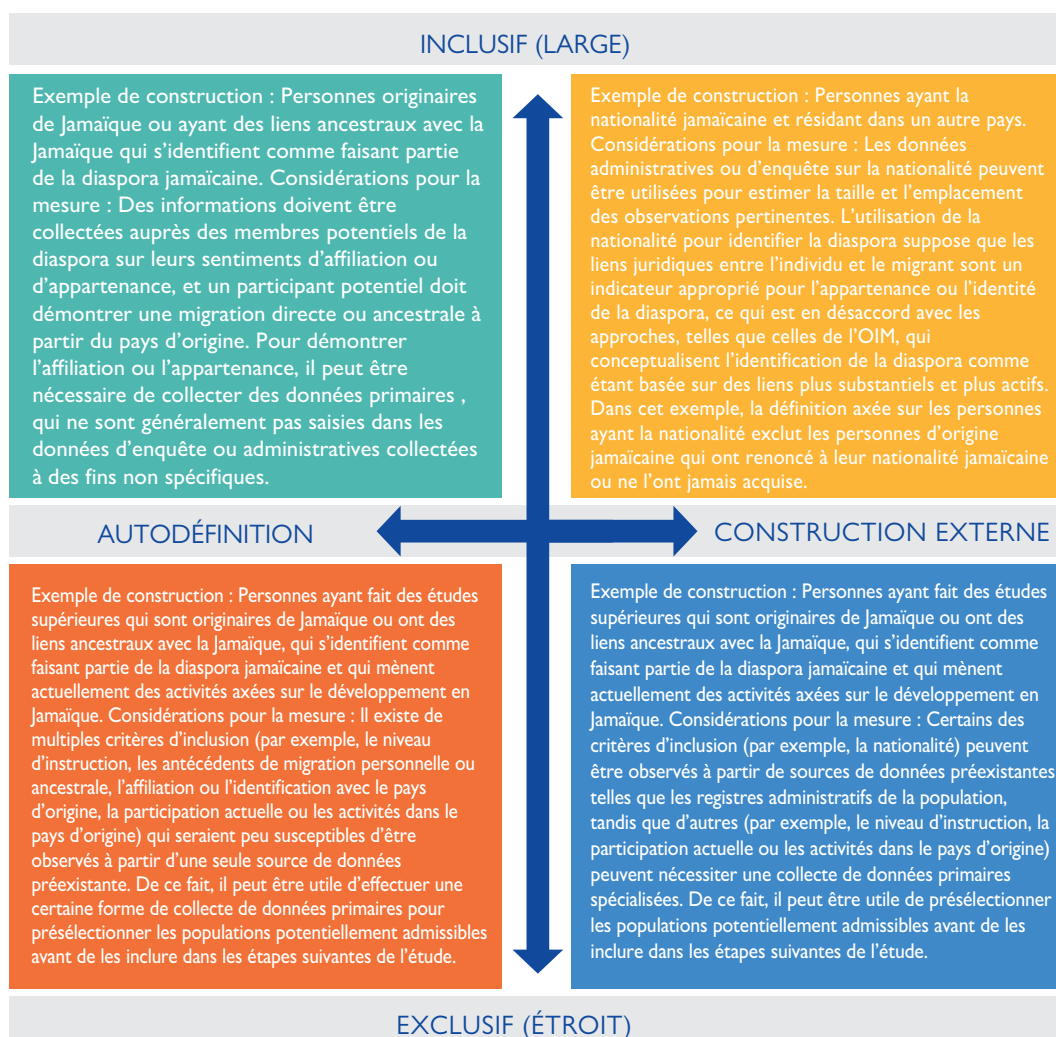 INCLUSIF (LARGE)
Exemple de construction : Personnes originaires
de Jamaïque ou ayant des liens ancestraux avec la
Jamaïque qui s'identifient comme faisant partie
de la diaspora jamaïcaine. Considérations pour la
mesure : Des informations doivent être
collectées auprès des membres potentiels de la
diaspora sur leurs sentiments d'affiliation ou
d'appartenance, et un participant potentiel doit
démontrer une migration directe ou ancestrale à
partir du pays d'origine. Pour démontrer
l'affiliation ou l'appartenance, il peut être
nécessaire de collecter des données primaires ,
qui ne sont généralement pas saisies dans les
données d'enquête ou administratives collectées
à des fins non spécifiques.
Exemple de construction : Personnes ayant la
nationalité jamaïcaine et résidant dans un autre pays.
Considérations pour la mesure : Les données
administratives ou d'enquête sur la nationalité peuvent
être utilisées pour estimer la taille et l'emplacement
des observations pertinentes. L'utilisation de la
nationalité pour identifier la diaspora suppose que les
liens juridiques entre l'individu et le migrant sont un
indicateur approprié pour l'appartenance ou l'identité
de la diaspora, ce qui est en désaccord avec les
approches, telles que celles de l'OIM, qui
conceptualisent l'identification de la diaspora comme
étant basée sur des liens plus substantiels et plus actifs.
Dans cet exemple, la définition axée sur les personnes
ayant la nationalité exclut les personnes d'origine
jamaïcaine qui ont renoncé à leur nationalité jamaïcaine
ou ne l'ont jamais acquise.
AUTODÉFINITION
CONSTRUCTION EXTERNE
Exemple de construction : Personnes ayant fait des études
supérieures qui sont originaires de Jamaïque ou ont des
liens ancestraux avec la Jamaïque, qui s'identifient comme
faisant partie de la diaspora jamaïcaine et qui mènent
actuellement des activités axées sur le développement en
Jamaïque. Considérations pour la mesure : Il existe de
multiples critères d'inclusion (par exemple, le niveau
d'instruction, les antécédents de migration personnelle ou
ancestrale, l'affiliation ou l'identification avec le pays
d'origine, la participation actuelle ou les activités dans le
pays d'origine) qui seraient peu susceptibles d'être
observés à partir d'une seule source de données
préexistante. De ce fait, il peut être utile d'effectuer une
certaine forme de collecte de données primaires pour
présélectionner les populations potentiellement admissibles
avant de les inclure dans les étapes suivantes de l'étude.
Exemple de construction : Personnes ayant fait des études
supérieures qui sont originaires de Jamaïque ou ont des
liens ancestraux avec la Jamaïque, qui s'identifient comme
faisant partie de la diaspora jamaïcaine et qui mènent
actuellement des activités axées sur le développement en
Jamaïque. Considérations pour la mesure : Certains des
critères d'inclusion (par exemple, la nationalité) peuvent
être observés à partir de sources de données préexistantes
telles que les registres administratifs de la population,
tandis que d'autres (par exemple, le niveau d'instruction, la
participation actuelle ou les activités dans le pays d'origine)
peuvent nécessiter une collecte de données primaires
spécialisées. De ce fait, il peut être utile de présélectionner
les populations potentiellement admissibles avant de les
inclure dans les étapes suivantes de l'étude.
EXCLUSIF (ÉTROIT)